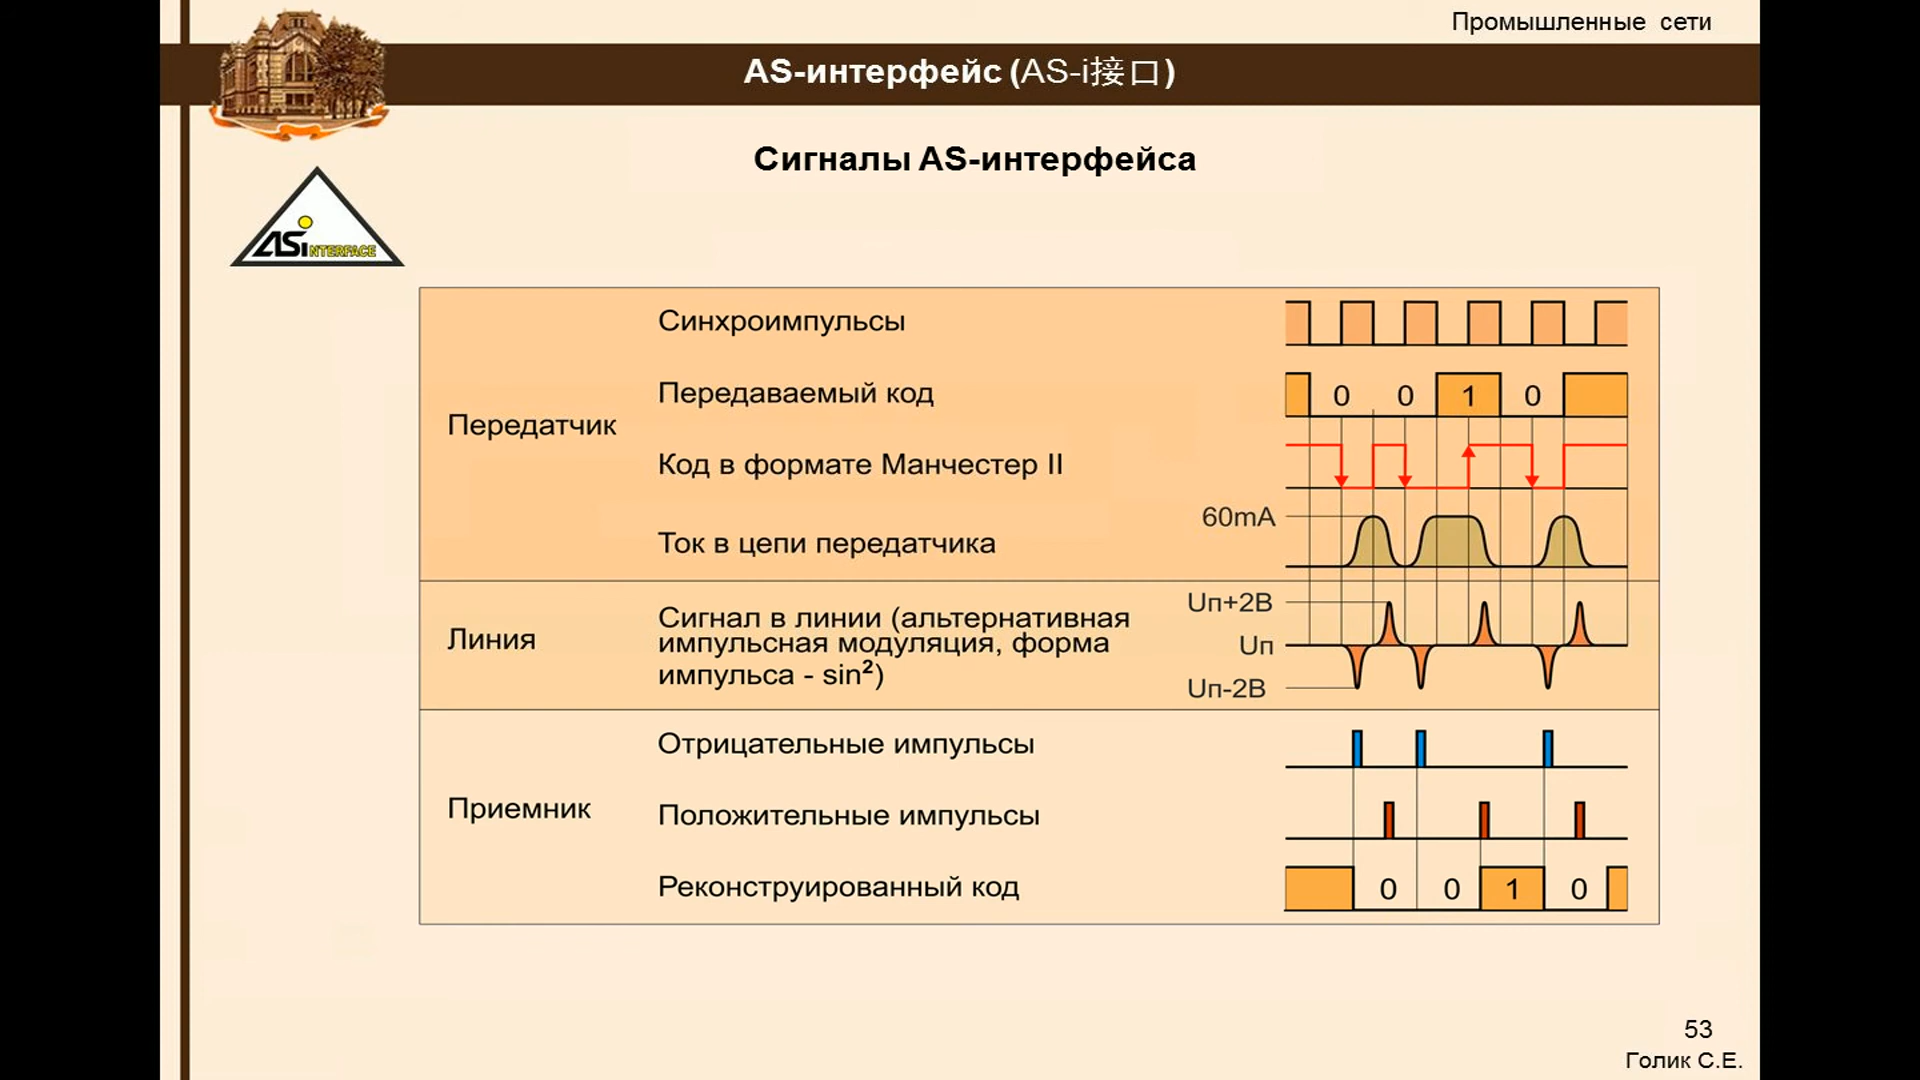 Промышленные сети
AS-интерфейс (AS-i接口)
Сигналы AS-интерфейса
ASiNTERFACE
Передатчик
Синхроимпульсы
Передаваемый код
0 0 1 0
Код в формате Манчестер II
Ток в цепи передатчика
60mA
Линия
Сигнал в линии (альтернативная
импульсная модуляция, форма
импульса - sin²)
Uп+2В
Uп
Uп-2В
Приемник
Отрицательные импульсы
Положительные импульсы
Реконструированный код
0 0 1 0
53
Голик С.Е.